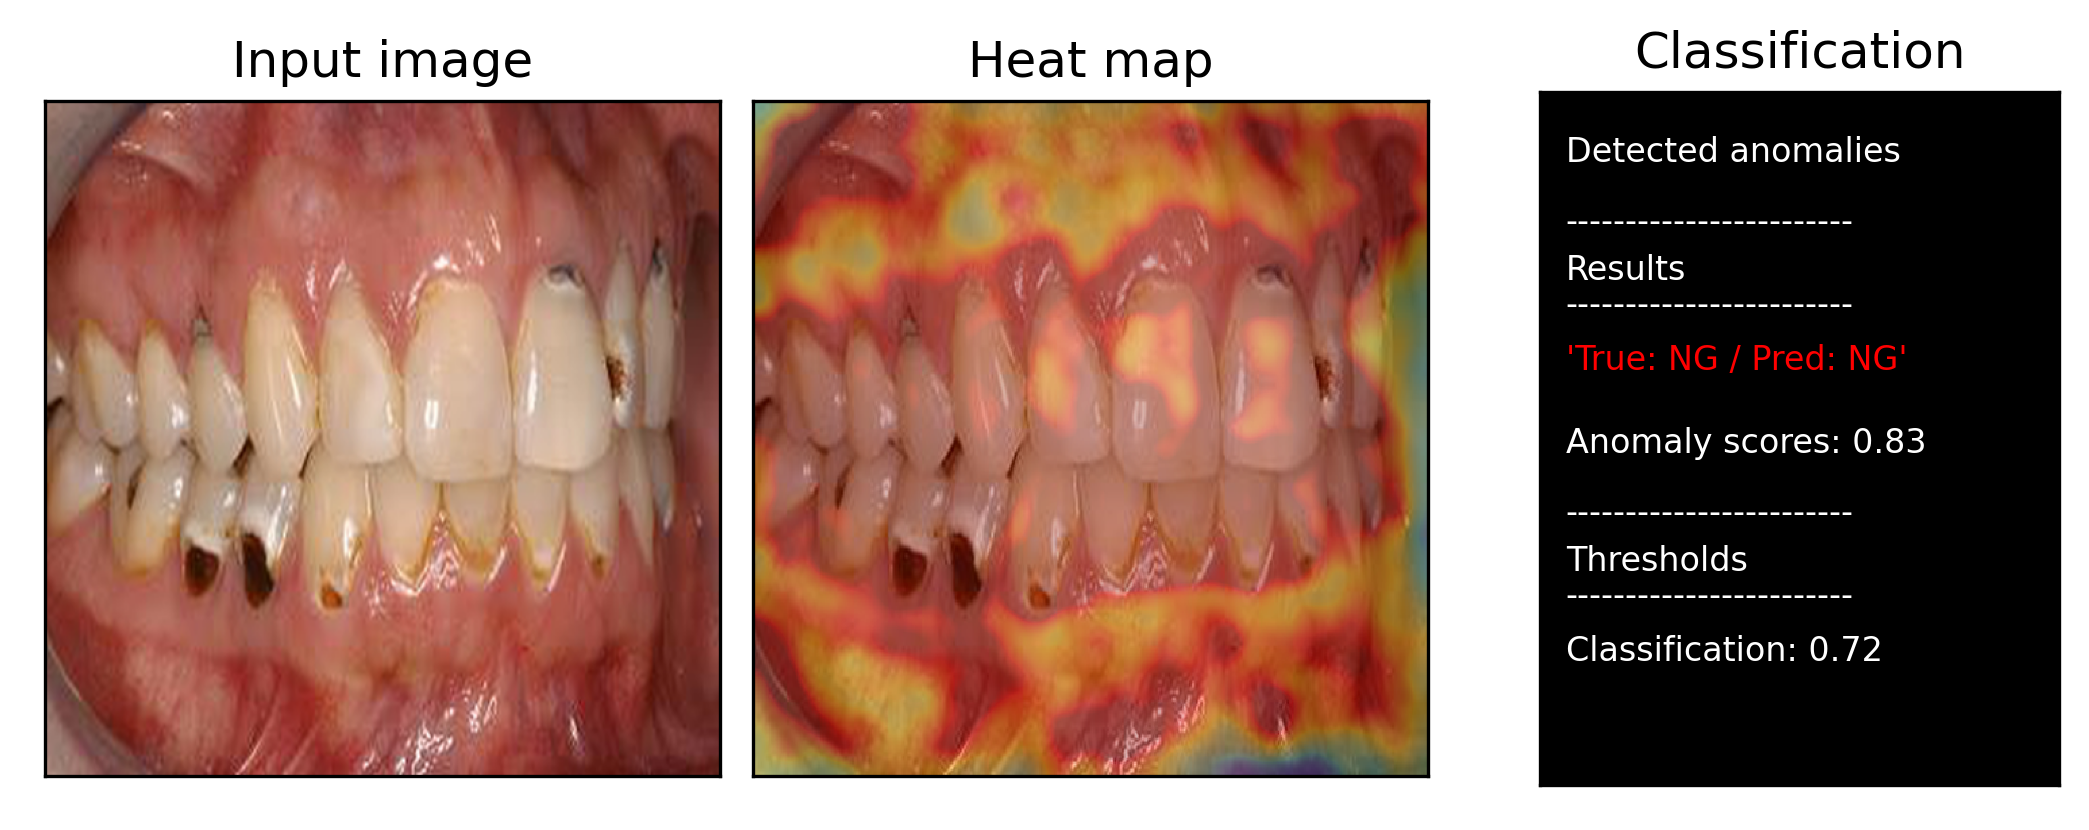 Input image
Heat map
Classification
Detected anomalies
------------------------
Results
------------------------
'True: NG / Pred: NG'
Anomaly scores: 0.83
------------------------
Thresholds
------------------------
Classification: 0.72